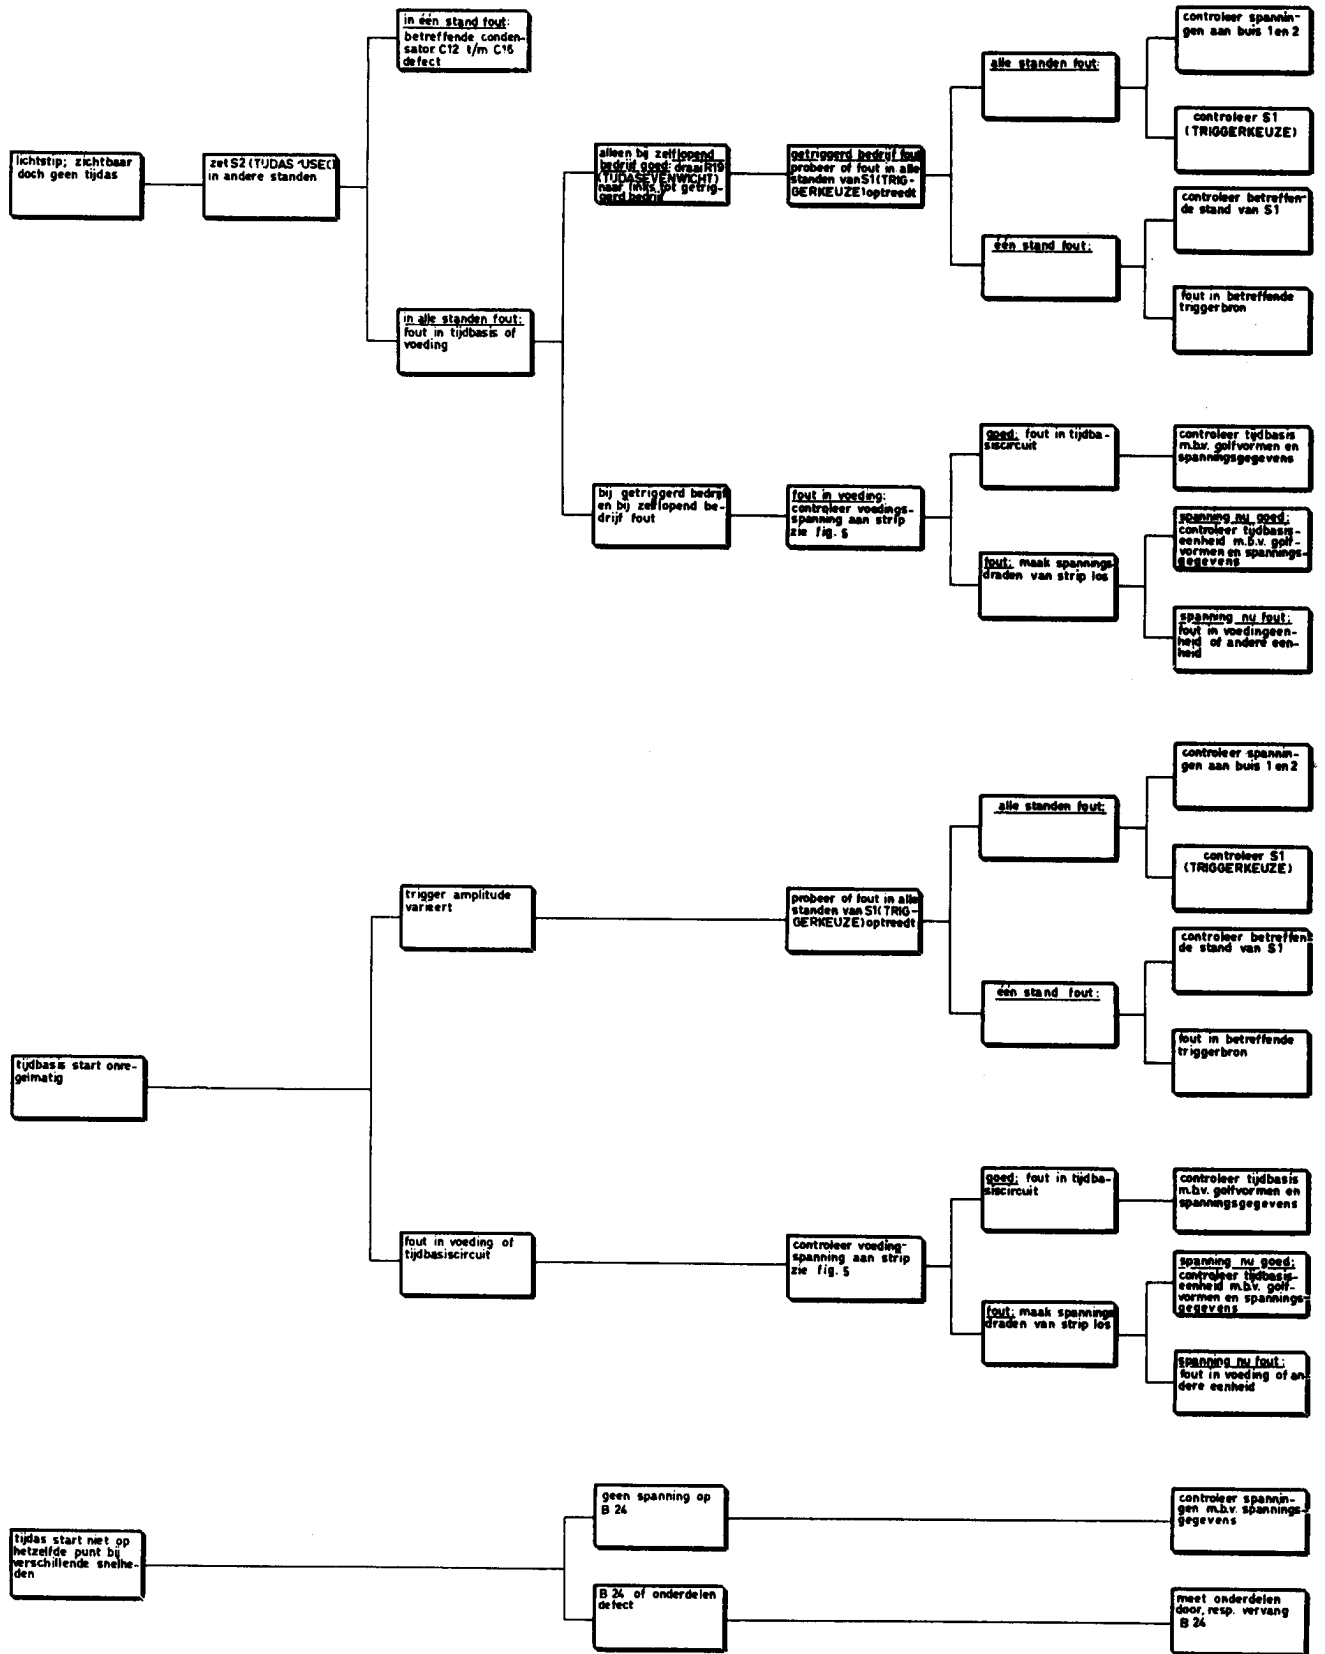 lichtstip; zichtbaar
doch geen tijdas
zet S2 (TIJDAS
in andere standen
in één stand fout:
betreffende conden-
sator C12 t/m C16
defect
in alle standen fout:
fout in tijdbasis of
voeding
alleen bij zelflopend
bedrijf goed: draai R19
(TIJDASEVENWICHT)
naar links tot getrig-
gerd bedrijf
getriggerd bedrijf fout
probeer of fout in alle
standen van S1 (TRIG-
GERKEUZE) optreedt
alle standen fout:
controleer spannin-
gen aan buis 1 en 2
controleer S1
(TRIGGERKEUZE)
één stand fout:
controleer betreffen-
de stand van S1
fout in betreffende
triggerbron
bij getriggerd bedrijf
en bij zelflopend be-
drijf fout
fout in voeding:
controleer voedings-
spanning aan strip
zie fig. 5
goed: fout in tijdba-
siscircuit
controleer tijdbasis
m.b.v. golfvormen en
spanningsgegevens
fout: maak spannings
draden van strip los
spanning nu goed:
controleer tijdbasis-
eenheid m.b.v. golf-
vormen en spannings-
gegevens
spanning nu fout:
fout in voedingeen-
heid of andere een-
heid
tijdbasis start onre-
gelmatig
trigger amplitude
varieert
probeer of fout in alle
standen van S1 (TRIG-
GERKEUZE) optreedt
alle standen fout:
controleer spannin-
gen aan buis 1 en 2
controleer S1
(TRIGGERKEUZE)
één stand fout:
controleer betreffen-
de stand van S1
fout in betreffende
triggerbron
fout in voeding of
tijdbasiscircuit
controleer voeding-
spanning aan strip
zie fig. 5
goed: fout in tijdba-
siscircuit
controleer tijdbasis
m.b.v. golfvormen en
spanningsgegevens
fout: maak spannings
draden van strip los
spanning nu goed:
controleer tijdbasis-
eenheid m.b.v. golf-
vormen en spannings-
gegevens
spanning nu fout:
fout in voeding of an-
dere eenheid
tijdas start niet op
hetzelfde punt bij
verschillende snelhe-
den
geen spanning op
B 24
controleer spannin-
gen m.b.v. spannings-
gegevens
B 24 of onderdelen
defect
meet onderdelen
door, resp. vervang
B 24